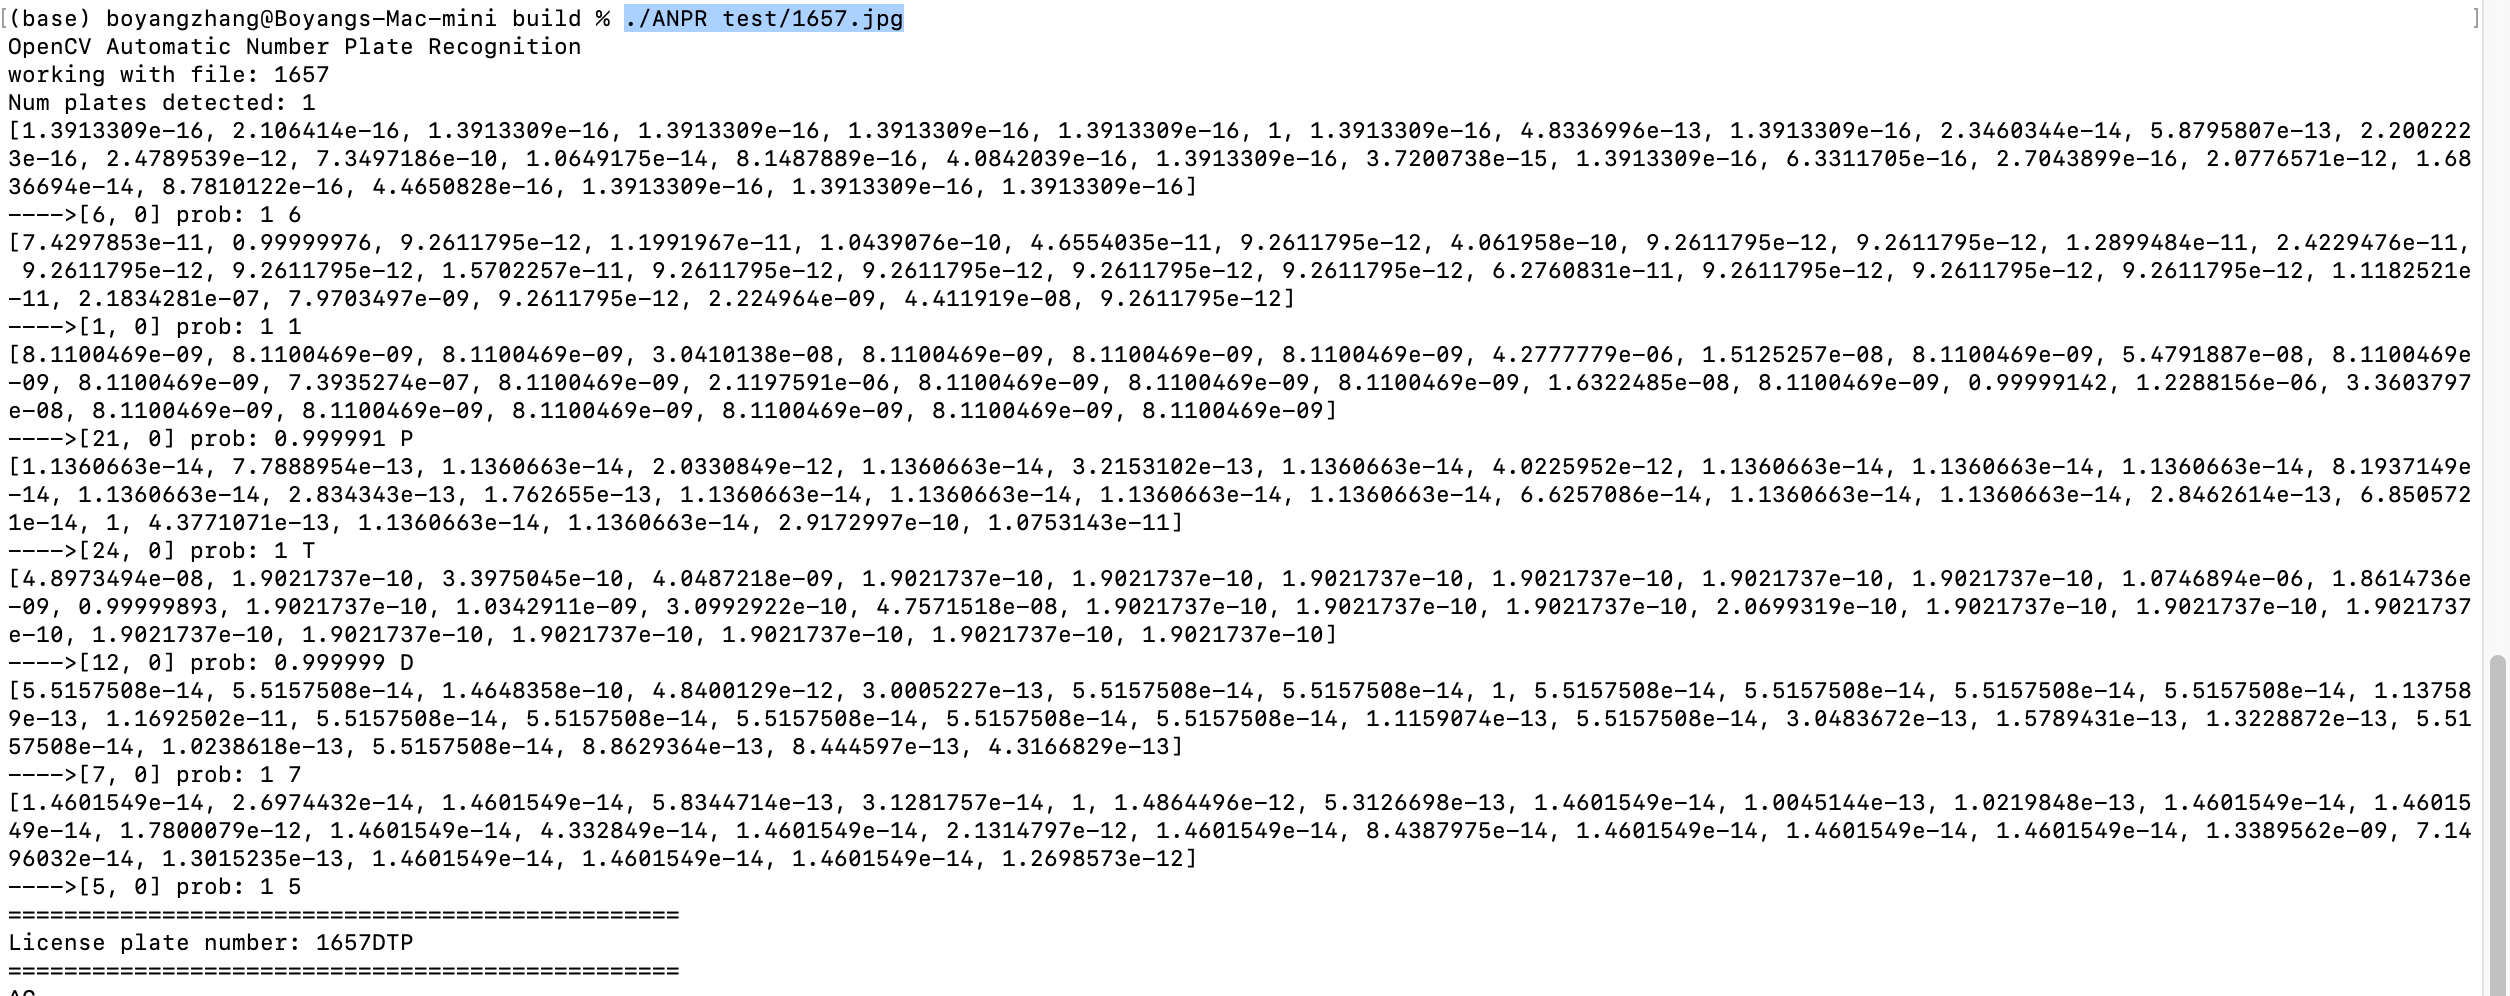 [(base) boyangzhang@Boyangs-Mac-mini build % ./ANPR test/1657.jpg ]
OpenCV Automatic Number Plate Recognition
working with file: 1657
Num plates detected: 1
[1.3913309e-16, 2.106414e-16, 1.3913309e-16, 1.3913309e-16, 1.3913309e-16, 1.3913309e-16, 1, 1.3913309e-16, 4.8336996e-13, 1.3913309e-16, 2.3460344e-14, 5.8795807e-13, 2.200222
3e-16, 2.4789539e-12, 7.3497186e-10, 1.0649175e-14, 8.1487889e-16, 4.0842039e-16, 1.3913309e-16, 3.7200738e-15, 1.3913309e-16, 6.3311705e-16, 2.7043899e-16, 2.0776571e-12, 1.68
36694e-14, 8.7810122e-16, 4.4650828e-16, 1.3913309e-16, 1.3913309e-16, 1.3913309e-16]
---->[6, 0] prob: 1 6
[7.4297853e-11, 0.99999976, 9.2611795e-12, 1.1991967e-11, 1.0439076e-10, 4.6554035e-11, 9.2611795e-12, 4.061958e-10, 9.2611795e-12, 9.2611795e-12, 1.2899484e-11, 2.4229476e-11,
 9.2611795e-12, 9.2611795e-12, 1.5702257e-11, 9.2611795e-12, 9.2611795e-12, 9.2611795e-12, 9.2611795e-12, 6.2760831e-11, 9.2611795e-12, 9.2611795e-12, 9.2611795e-12, 1.1182521e
-11, 2.1834281e-07, 7.9703497e-09, 9.2611795e-12, 2.224964e-09, 4.411919e-08, 9.2611795e-12]
---->[1, 0] prob: 1 1
[8.1100469e-09, 8.1100469e-09, 8.1100469e-09, 3.0410138e-08, 8.1100469e-09, 8.1100469e-09, 8.1100469e-09, 4.2777779e-06, 1.5125257e-08, 8.1100469e-09, 5.4791887e-08, 8.1100469e
-09, 8.1100469e-09, 7.3935274e-07, 8.1100469e-09, 2.1197591e-06, 8.1100469e-09, 8.1100469e-09, 8.1100469e-09, 1.6322485e-08, 8.1100469e-09, 0.99999142, 1.2288156e-06, 3.3603797
e-08, 8.1100469e-09, 8.1100469e-09, 8.1100469e-09, 8.1100469e-09, 8.1100469e-09, 8.1100469e-09]
---->[21, 0] prob: 0.999991 P
[1.1360663e-14, 7.7888954e-13, 1.1360663e-14, 2.0330849e-12, 1.1360663e-14, 3.2153102e-13, 1.1360663e-14, 4.0225952e-12, 1.1360663e-14, 1.1360663e-14, 1.1360663e-14, 8.1937149e
-14, 1.1360663e-14, 2.834343e-13, 1.762655e-13, 1.1360663e-14, 1.1360663e-14, 1.1360663e-14, 1.1360663e-14, 6.6257086e-14, 1.1360663e-14, 1.1360663e-14, 2.8462614e-13, 6.850572
1e-14, 1, 4.3771071e-13, 1.1360663e-14, 1.1360663e-14, 2.9172997e-10, 1.0753143e-11]
---->[24, 0] prob: 1 T
[4.8973494e-08, 1.9021737e-10, 3.3975045e-10, 4.0487218e-09, 1.9021737e-10, 1.9021737e-10, 1.9021737e-10, 1.9021737e-10, 1.9021737e-10, 1.9021737e-10, 1.0746894e-06, 1.8614736e
-09, 0.99999893, 1.9021737e-10, 1.0342911e-09, 3.0992922e-10, 4.7571518e-08, 1.9021737e-10, 1.9021737e-10, 1.9021737e-10, 2.0699319e-10, 1.9021737e-10, 1.9021737e-10, 1.9021737
e-10, 1.9021737e-10, 1.9021737e-10, 1.9021737e-10, 1.9021737e-10, 1.9021737e-10, 1.9021737e-10]
---->[12, 0] prob: 0.999999 D
[5.5157508e-14, 5.5157508e-14, 1.4648358e-10, 4.8400129e-12, 3.0005227e-13, 5.5157508e-14, 5.5157508e-14, 1, 5.5157508e-14, 5.5157508e-14, 5.5157508e-14, 5.5157508e-14, 1.13758
9e-13, 1.1692502e-11, 5.5157508e-14, 5.5157508e-14, 5.5157508e-14, 5.5157508e-14, 5.5157508e-14, 1.1159074e-13, 5.5157508e-14, 3.0483672e-13, 1.5789431e-13, 1.3228872e-13, 5.51
57508e-14, 1.0238618e-13, 5.5157508e-14, 8.8629364e-13, 8.444597e-13, 4.3166829e-13]
---->[7, 0] prob: 1 7
[1.4601549e-14, 2.6974432e-14, 1.4601549e-14, 5.8344714e-13, 3.1281757e-14, 1, 1.4864496e-12, 5.3126698e-13, 1.4601549e-14, 1.0045144e-13, 1.0219848e-13, 1.4601549e-14, 1.46015
49e-14, 1.7800079e-12, 1.4601549e-14, 4.332849e-14, 1.4601549e-14, 2.1314797e-12, 1.4601549e-14, 8.4387975e-14, 1.4601549e-14, 1.4601549e-14, 1.4601549e-14, 1.3389562e-09, 7.14
96032e-14, 1.3015235e-13, 1.4601549e-14, 1.4601549e-14, 1.4601549e-14, 1.2698573e-12]
---->[5, 0] prob: 1 5
================================================
License plate number: 1657DTP
================================================